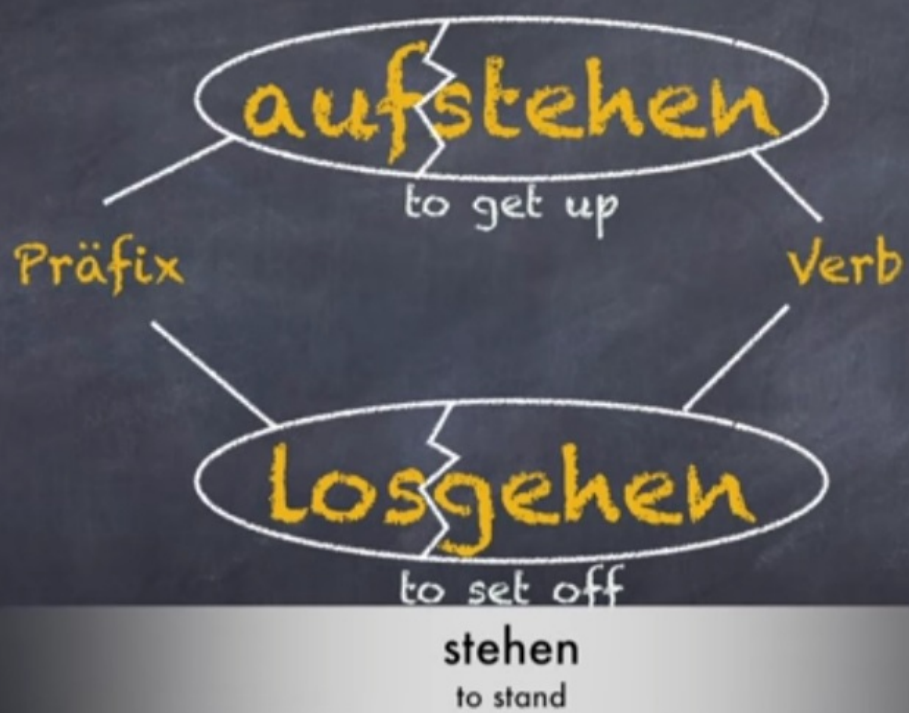 aufstehen
to get up
Präfix
Verb
losgehen
to set off
stehen
to stand